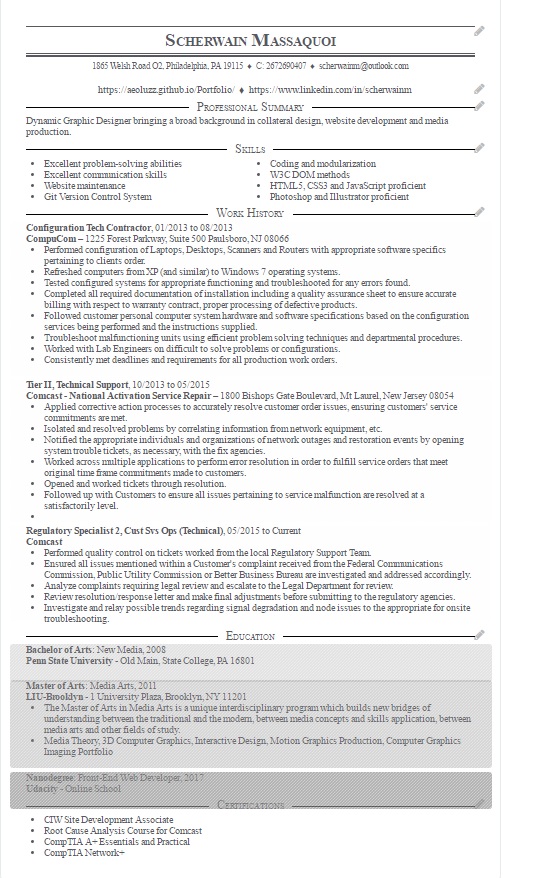 Scherwain Massaquoi
1865 Welsh Road O2, Philadelphia, PA 19115 ♦ C: 2672690407 ♦ scherwainm@outlook.com
https://aeoluzz.github.io/Portfolio/ ♦ https://www.linkedin.com/in/scherwainm
Professional Summary
Dynamic Graphic Designer bringing a broad background in collateral design, website development and media
production.
Skills
• Excellent problem-solving abilities
• Excellent communication skills
• Website maintenance
• Git Version Control System
• Coding and modularization
• W3C DOM methods
• HTML5, CSS3 and JavaScript proficient
• Photoshop and Illustrator proficient
Work History
Configuration Tech Contractor, 01/2013 to 08/2013
CompuCom – 1225 Forest Parkway, Suite 500 Paulsboro, NJ 08066
• Performed configuration of Laptops, Desktops, Scanners and Routers with appropriate software specifics
pertaining to clients order.
• Refreshed computers from XP (and similar) to Windows 7 operating systems.
• Tested configured systems for appropriate functioning and troubleshooted for any errors found.
• Completed all required documentation of installation including a quality assurance sheet to ensure accurate
billing with respect to warranty contract, proper processing of defective products.
• Followed customer personal computer system hardware and software specifications based on the configuration
services being performed and the instructions supplied.
• Troubleshoot malfunctioning units using efficient problem solving techniques and departmental procedures.
• Worked with Lab Engineers on difficult to solve problems or configurations.
• Consistently met deadlines and requirements for all production work orders.
Tier II, Technical Support, 10/2013 to 05/2015
Comcast - National Activation Service Repair – 1800 Bishops Gate Boulevard, Mt Laurel, New Jersey 08054
• Applied corrective action processes to accurately resolve customer order issues, ensuring customers' service
commitments are met.
• Isolated and resolved problems by correlating information from network equipment, etc.
• Notified the appropriate individuals and organizations of network outages and restoration events by opening
system trouble tickets, as necessary, with the fix agencies.
• Worked across multiple applications to perform error resolution in order to fulfill service orders that meet
original time frame commitments made to customers.
• Opened and worked tickets through resolution.
• Followed up with Customers to ensure all issues pertaining to service malfunction are resolved at a
satisfactorily level.
•
Regulatory Specialist 2, Cust Svs Ops (Technical), 05/2015 to Current
Comcast
• Performed quality control on tickets worked from the local Regulatory Support Team.
• Ensured all issues mentioned within a Customer's complaint received from the Federal Communications
Commission, Public Utility Commission or Better Business Bureau are investigated and addressed accordingly.
• Analyze complaints requiring legal review and escalate to the Legal Department for review.
• Review resolution/response letter and make final adjustments before submitting to the regulatory agencies.
• Investigate and relay possible trends regarding signal degradation and node issues to the appropriate for onsite
troubleshooting.
Education
Bachelor of Arts: New Media, 2008
Penn State University - Old Main, State College, PA 16801
Master of Arts: Media Arts, 2011
LIU-Brooldyn - 1 University Plaza, Brooklyn, NY 11201
• The Master of Arts in Media Arts is a unique interdisciplinary program which builds new bridges of
understanding between the traditional and the modern, between media concepts and skills application, between
media arts and other fields of study.
• Media Theory, 3D Computer Graphics, Interactive Design, Motion Graphics Production, Computer Graphics
Imaging Portfolio
Nanodegree: Front-End Web Developer, 2017
Udacity - Online School
Certifications
• CIW Site Development Associate
• Root Cause Analysis Course for Comcast
• CompTIA A+ Essentials and Practical
• CompTIA Network+